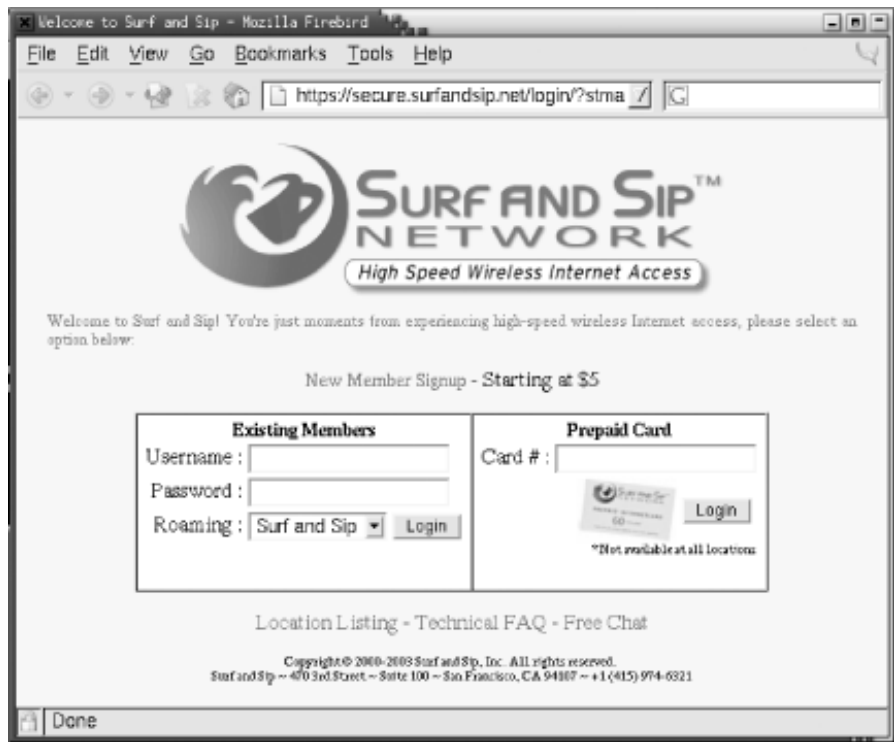 Welcome to Surf and Sip - Mozilla Firebird
File Edit View Go Bookmarks Tools Help
https://secure.surfandsip.net/login/?stma G
SURF AND SIP™
NETWORK
High Speed Wireless Internet Access
Welcome to Surf and Sip! You're just moments from experiencing high-speed wireless Internet access, please select an
option below:
New Member Signup - Starting at $5
Existing Members
Username :
Password :
Roaming : Surf and Sip Login
Prepaid Card
Card # :
Surf and Sip
60
Login
*Not available at all locations
Location Listing - Technical FAQ - Free Chat
Copyright © 2000-2003 Surf and Sip, Inc. All rights reserved.
Surf and Sip ~ 470 3rd Street ~ Suite 100 ~ San Francisco, CA 94107 ~ +1 (415) 974-6321
Done